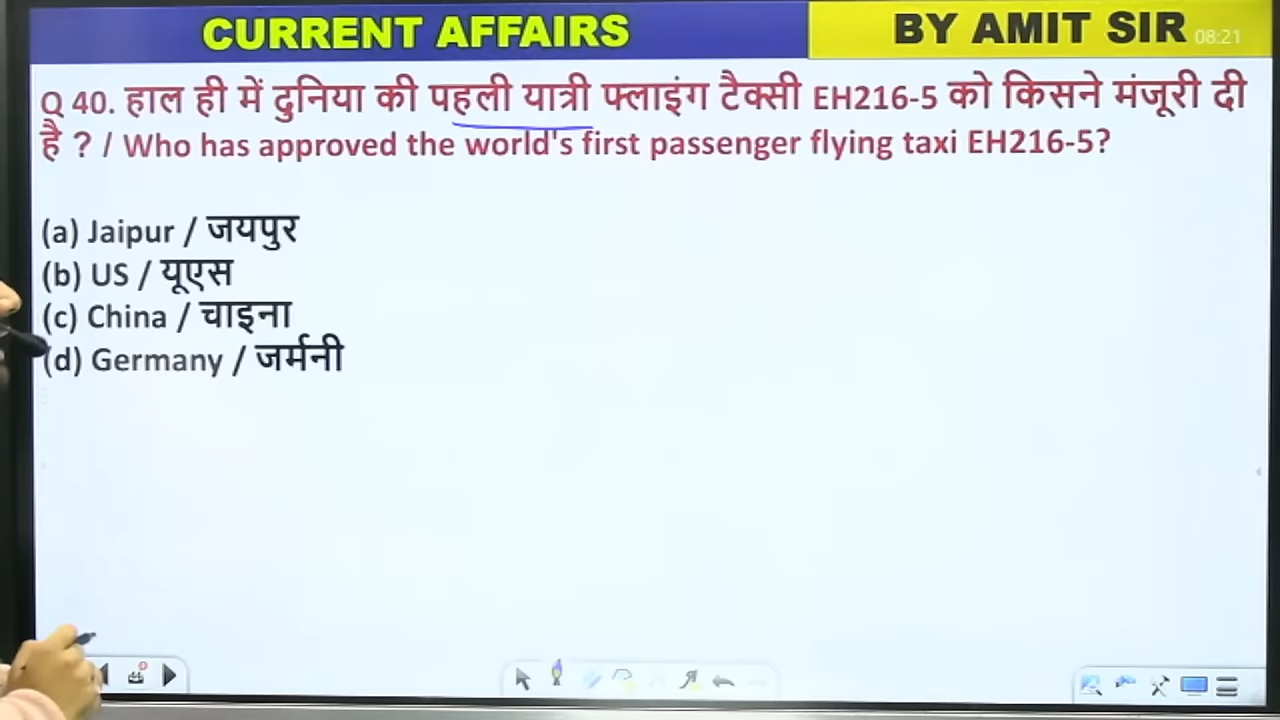 CURRENT AFFAIRS
BY AMIT SIR
08:21
Q 40. हाल ही में दुनिया की पहली यात्री फ्लाइंग टैक्सी EH216-5 को किसने मंजूरी दी
है ? / Who has approved the world's first passenger flying taxi EH216-5?
(a) Jaipur / जयपुर
(b) US / यूएस
(c) China / चाइना
(d) Germany / जर्मनी